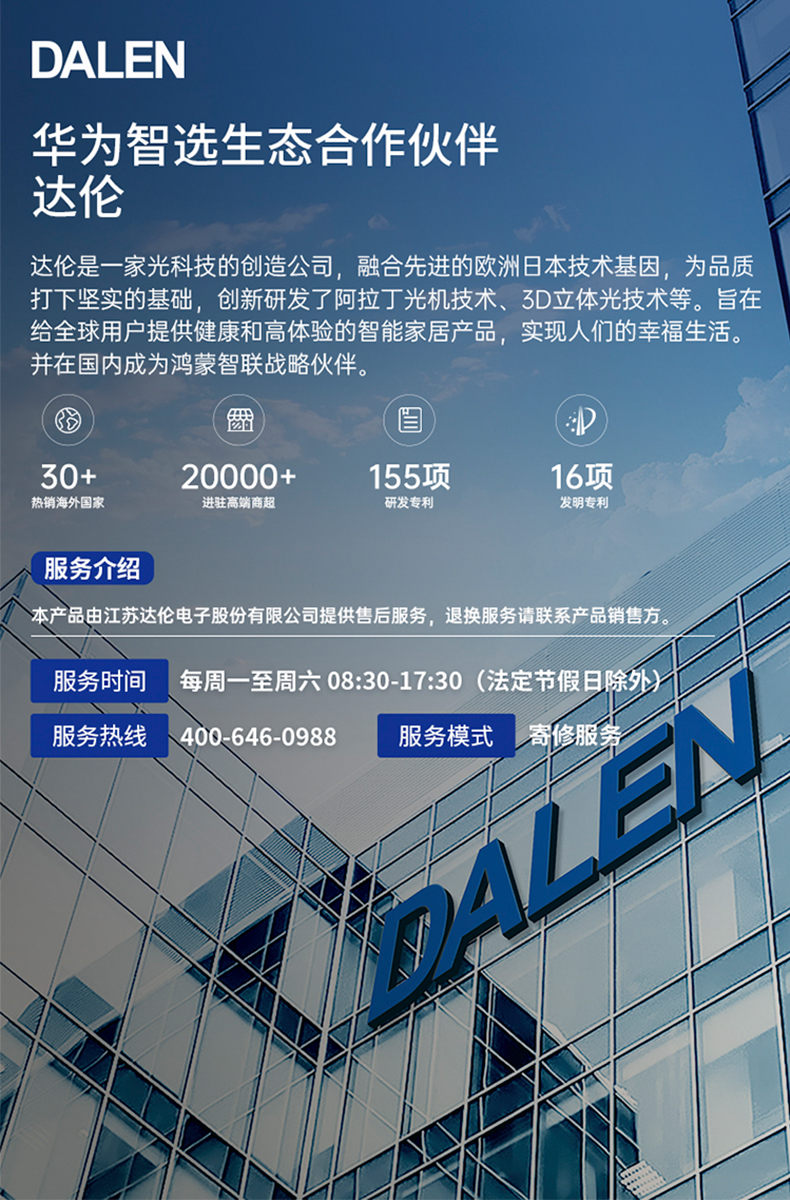 DALEN
华为智选生态合作伙伴
达伦
达伦是一家光科技的创造公司，融合先进的欧洲日本技术基因，为品质
打下坚实的基础，创新研发了阿拉丁光机技术、3D立体光技术等。旨在
给全球用户提供健康和高体验的智能家居产品，实现人们的幸福生活。
并在国内成为鸿蒙智联战略伙伴。
30+ 20000+ 155项 16项
热销海外国家 进驻高端商超 研发专利 发明专利
服务介绍
本产品由江苏达伦电子股份有限公司提供售后服务，退换服务请联系产品销售方。
服务时间 每周一至周六 08:30-17:30（法定节假日除外）
服务热线 400-646-0988 服务模式 寄修服务
DALEN